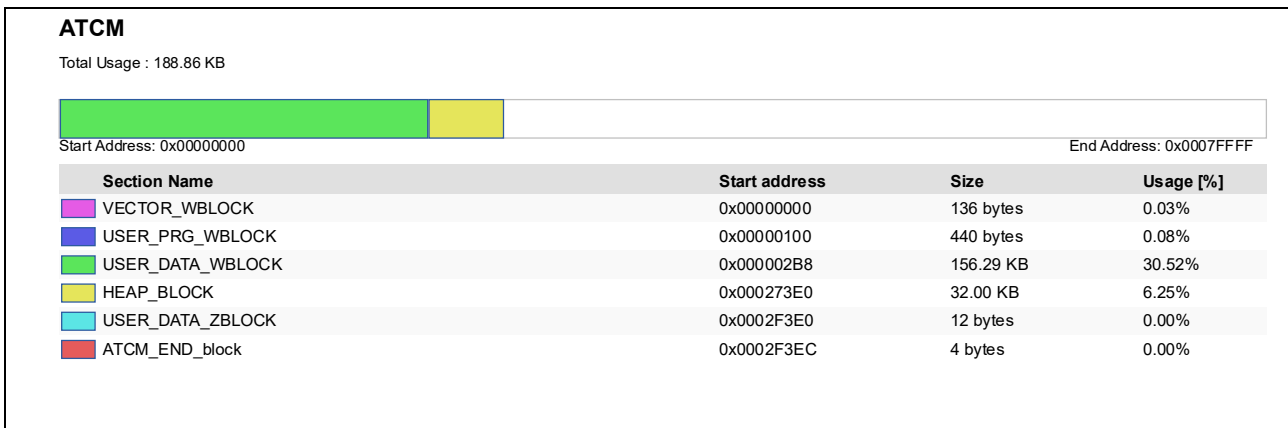 ATCM
Total Usage : 188.86 KB
Start Address: 0x00000000 End Address: 0x0007FFFF
Section Name Start address Size Usage [%]
VECTOR_WBLOCK 0x00000000 136 bytes 0.03%
USER_PRG_WBLOCK 0x00000100 440 bytes 0.08%
USER_DATA_WBLOCK 0x000002B8 156.29 KB 30.52%
HEAP_BLOCK 0x000273E0 32.00 KB 6.25%
USER_DATA_ZBLOCK 0x0002F3E0 12 bytes 0.00%
ATCM_END_block 0x0002F3EC 4 bytes 0.00%